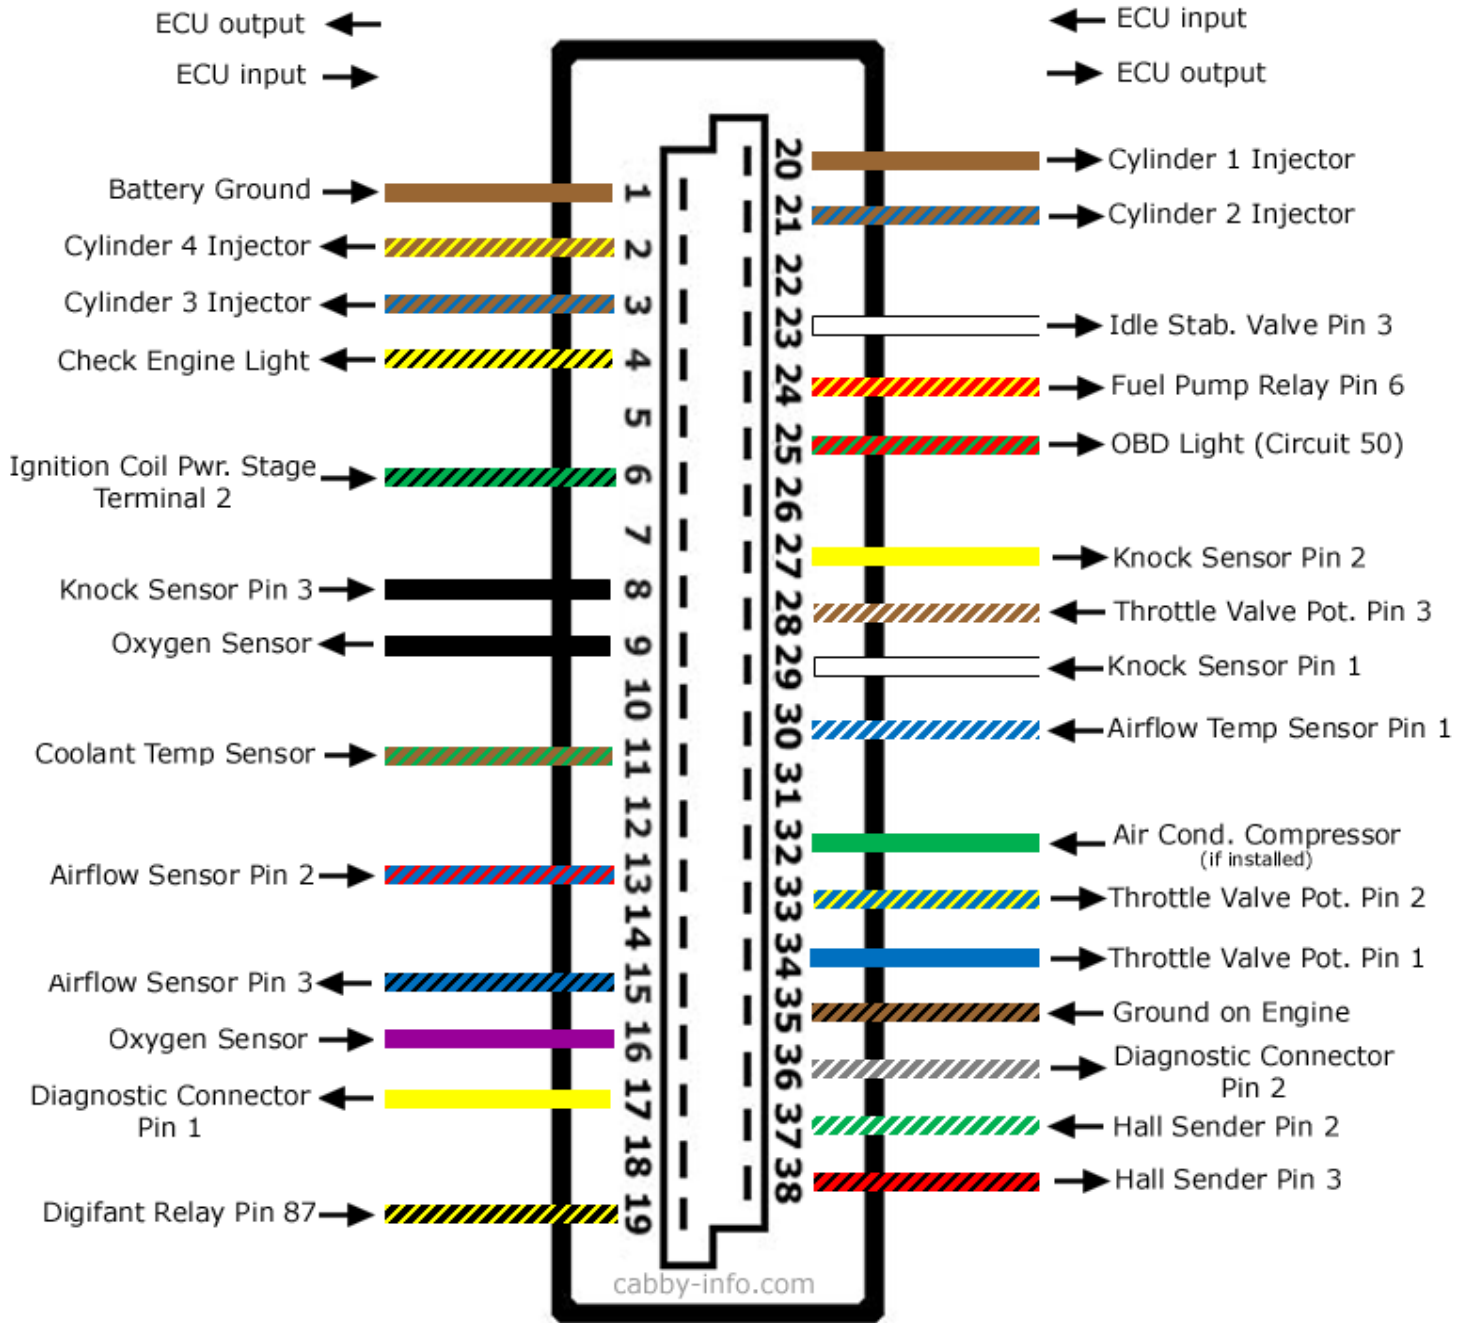 ECU output
ECU input
ECU input
ECU output
Battery Ground
Cylinder 4 Injector
Cylinder 3 Injector
Check Engine Light
Ignition Coil Pwr. Stage
Terminal 2
Knock Sensor Pin 3
Oxygen Sensor
Coolant Temp Sensor
Airflow Sensor Pin 2
Airflow Sensor Pin 3
Oxygen Sensor
Diagnostic Connector
Pin 1
Digifant Relay Pin 87
1
2
3
4
5
6
7
8
9
10
11
12
13
14
15
16
17
18
19
20
21
22
23
24
25
26
27
28
29
30
31
32
33
34
35
36
37
38
Cylinder 1 Injector
Cylinder 2 Injector
Idle Stab. Valve Pin 3
Fuel Pump Relay Pin 6
OBD Light (Circuit 50)
Knock Sensor Pin 2
Throttle Valve Pot. Pin 3
Knock Sensor Pin 1
Airflow Temp Sensor Pin 1
Air Cond. Compressor
(if installed)
Throttle Valve Pot. Pin 2
Throttle Valve Pot. Pin 1
Ground on Engine
Diagnostic Connector
Pin 2
Hall Sender Pin 2
Hall Sender Pin 3
cabby-info.com